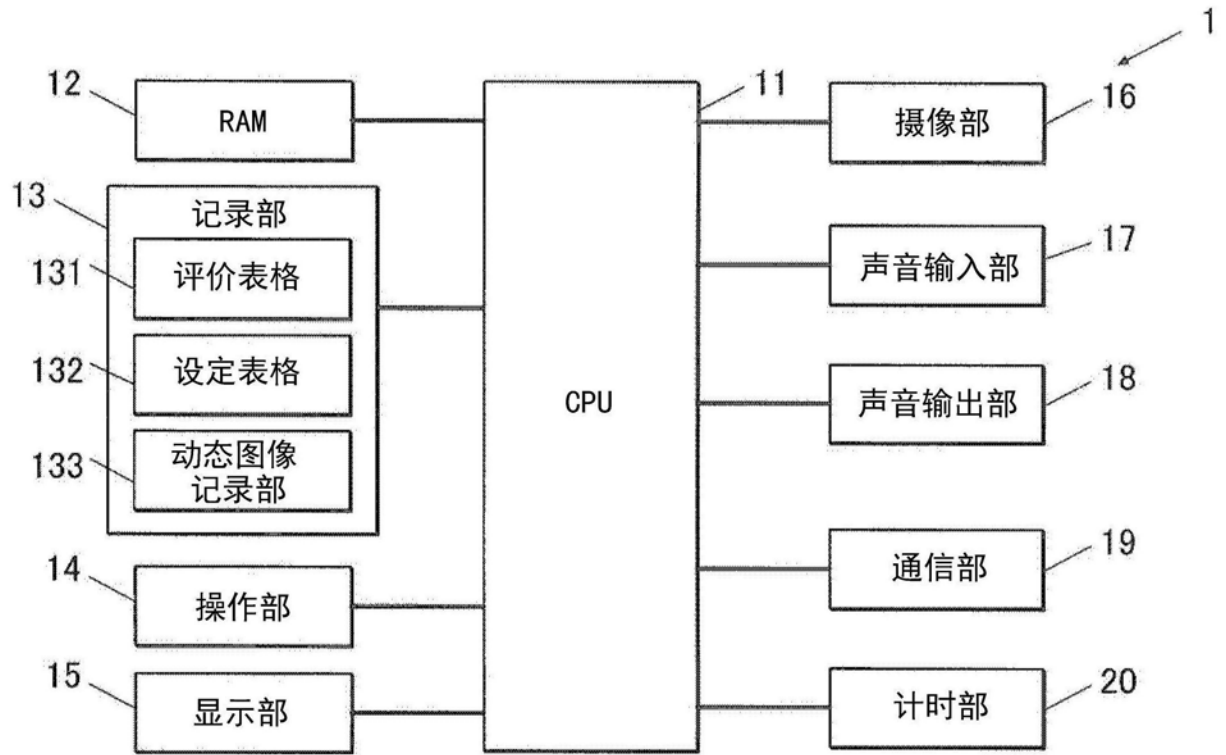 1
12
RAM
11
16
摄像部
13
记录部
131
评价表格
17
声音输入部
132
设定表格
CPU
18
声音输出部
133
动态图像
记录部
14
操作部
19
通信部
15
显示部
20
计时部